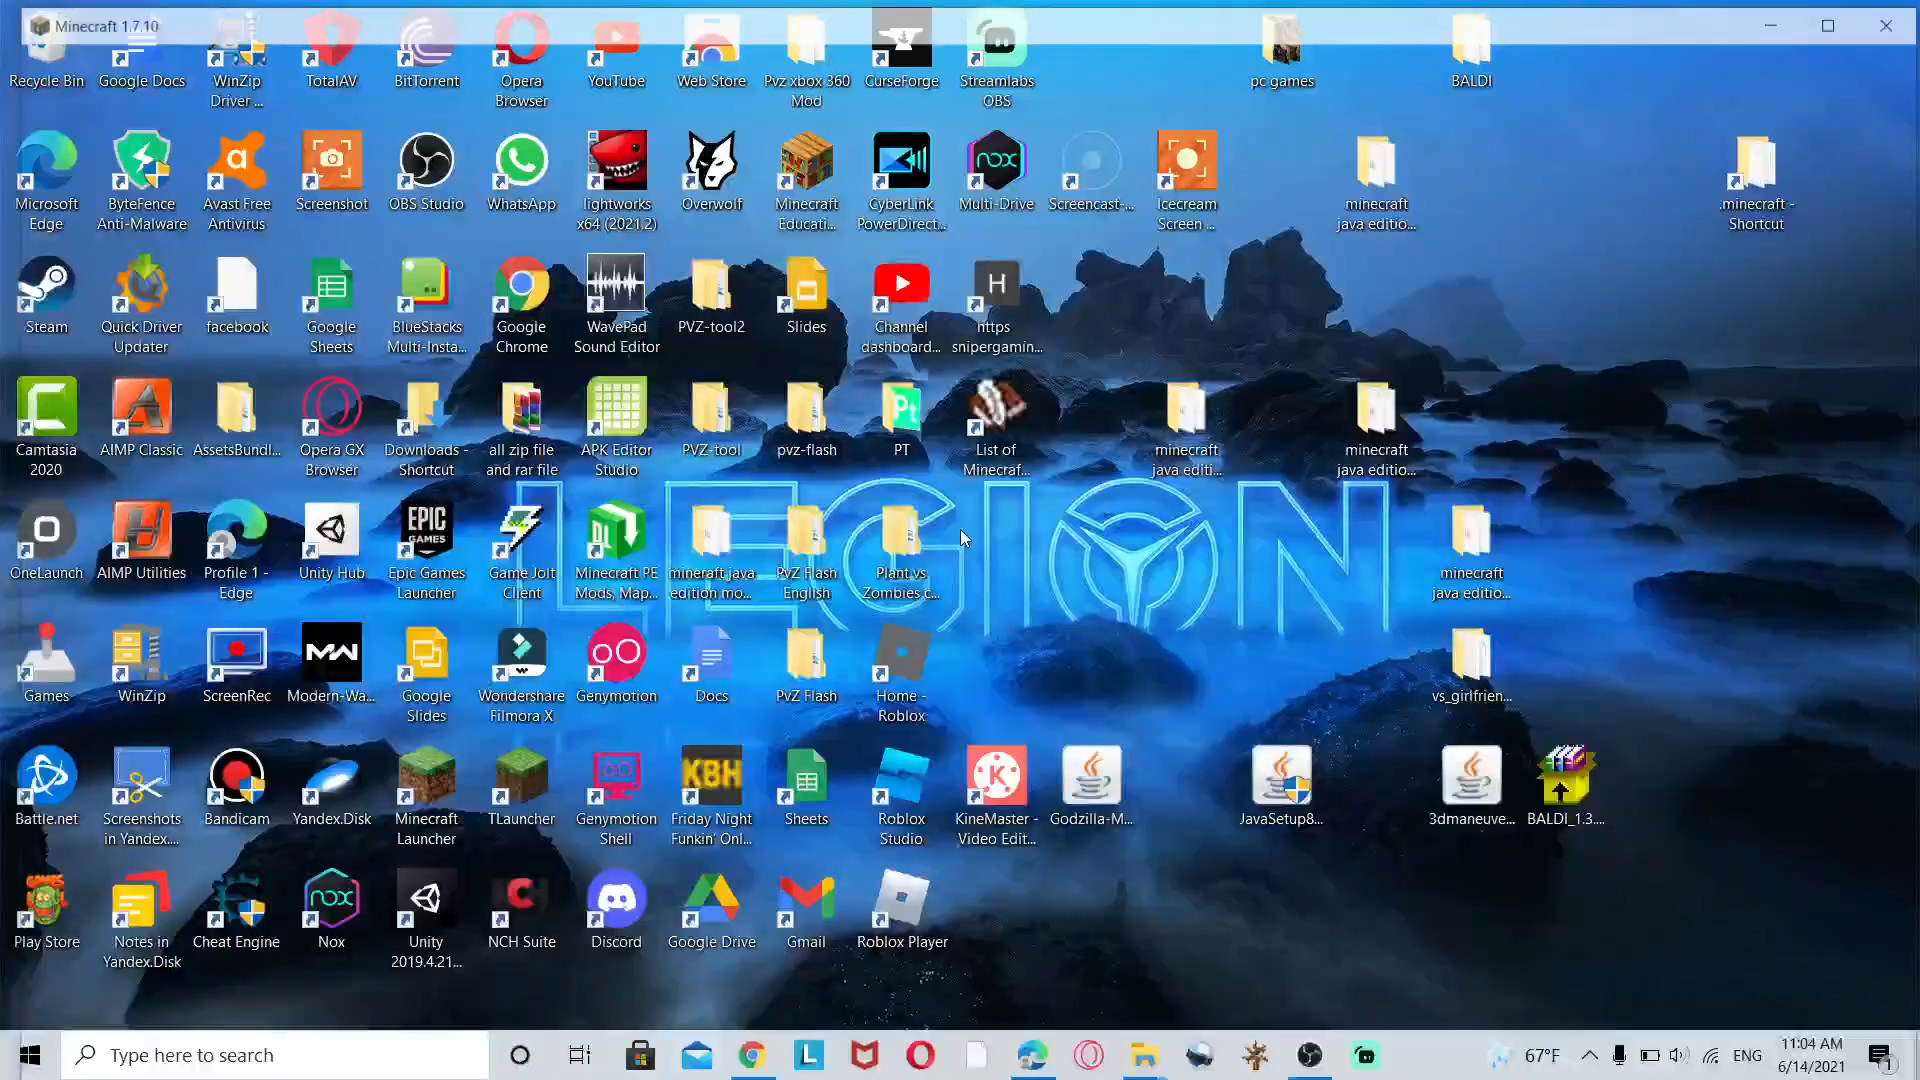 Minecraft 1.7.10
Recycle Bin
Google Docs
WinZip
Driver ...
TotalAV
BitTorrent
Opera
Browser
YouTube
Web Store
Pvz xbox 360
Mod
CurseForge
Streamlabs
OBS
pc games
BALDI
Microsoft
Edge
ByteFence
Anti-Malware
Avast Free
Antivirus
Screenshot
OBS Studio
WhatsApp
lightworks
x64 (2021.2)
Overwolf
Minecraft
Educati...
CyberLink
PowerDirect...
nox
Multi-Drive
Screencast-...
Icecream
Screen ...
minecraft
java editio...
.minecraft -
Shortcut
Steam
Quick Driver
Updater
facebook
Google
Sheets
BlueStacks
Multi-Insta...
Google
Chrome
WavePad
Sound Editor
PVZ-tool2
Slides
Channel
dashboard...
H
https
snipergamin...
Camtasia
2020
AIMP Classic
AssetsBundl...
Opera GX
Browser
Downloads -
Shortcut
all zip file
and rar file
APK Editor
Studio
PVZ-tool
pvz-flash
Pt
PT
List of
Minecraf...
minecraft
java editi...
minecraft
java editio...
LEGION
OneLaunch
AIMP Utilities
Profile 1 -
Edge
Unity Hub
EPIC
GAMES
Epic Games
Launcher
Game Jolt
Client
DL
Minecraft PE
Mods, Map...
mineraft java
edition mo...
PvZ Flash
English
Plant vs
Zombies c...
minecraft
java editio...
Games
WinZip
ScreenRec
MW
Modern-Wa...
Google
Slides
Wondershare
Filmora X
Genymotion
Docs
PvZ Flash
Home -
Roblox
vs_girlfrien...
Battle.net
Screenshots
in Yandex....
Bandicam
Yandex.Disk
Minecraft
Launcher
TLauncher
Genymotion
Shell
KBH
Friday Night
Funkin' Onl...
Sheets
Roblox
Studio
K
KineMaster -
Video Edit...
Godzilla-M...
JavaSetup8...
3dmaneuve...
BALDI_1.3....
Play Store
Notes in
Yandex.Disk
Cheat Engine
nox
Nox
Unity
2019.4.21...
NCH Suite
Discord
Google Drive
Gmail
Roblox Player
Type here to search
L
67°F
ENG
11:04 AM
6/14/2021
1